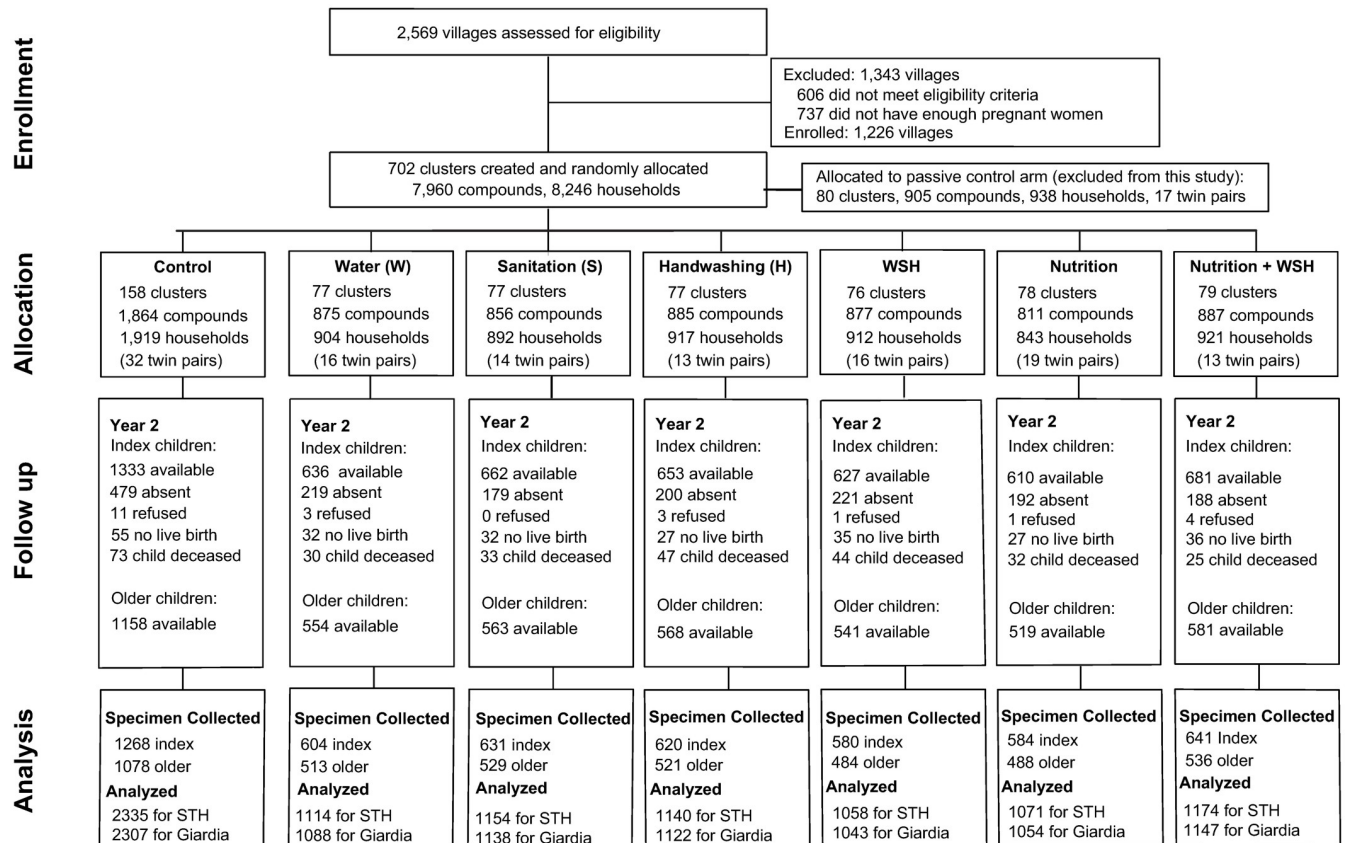 Enrollment
2,569 villages assessed for eligibility
Excluded: 1,343 villages
606 did not meet eligibility criteria
737 did not have enough pregnant women
Enrolled: 1,226 villages
702 clusters created and randomly allocated
7,960 compounds, 8,246 households
Allocated to passive control arm (excluded from this study):
80 clusters, 905 compounds, 938 households, 17 twin pairs
Allocation
Control
158 clusters
1,864 compounds
1,919 households
(32 twin pairs)
Water (W)
77 clusters
875 compounds
904 households
(16 twin pairs)
Sanitation (S)
77 clusters
856 compounds
892 households
(14 twin pairs)
Handwashing (H)
77 clusters
885 compounds
917 households
(13 twin pairs)
WSH
76 clusters
877 compounds
912 households
(16 twin pairs)
Nutrition
78 clusters
811 compounds
843 households
(19 twin pairs)
Nutrition + WSH
79 clusters
887 compounds
921 households
(13 twin pairs)
Follow up
Year 2
Index children:
1333 available
479 absent
11 refused
55 no live birth
73 child deceased
Older children:
1158 available
Year 2
Index children:
636 available
219 absent
3 refused
32 no live birth
30 child deceased
Older children:
554 available
Year 2
Index children:
662 available
179 absent
0 refused
32 no live birth
33 child deceased
Older children:
563 available
Year 2
Index children:
653 available
200 absent
3 refused
27 no live birth
47 child deceased
Older children:
568 available
Year 2
Index children:
627 available
221 absent
1 refused
35 no live birth
44 child deceased
Older children:
541 available
Year 2
Index children:
610 available
192 absent
1 refused
27 no live birth
32 child deceased
Older children:
519 available
Year 2
Index children:
681 available
188 absent
4 refused
36 no live birth
25 child deceased
Older children:
581 available
Analysis
Specimen Collected
1268 index
1078 older
Analyzed
2335 for STH
2307 for Giardia
Specimen Collected
604 index
513 older
Analyzed
1114 for STH
1088 for Giardia
Specimen Collected
631 index
529 older
Analyzed
1154 for STH
1138 for Giardia
Specimen Collected
620 index
521 older
Analyzed
1140 for STH
1122 for Giardia
Specimen Collected
580 index
484 older
Analyzed
1058 for STH
1043 for Giardia
Specimen Collected
584 index
488 older
Analyzed
1071 for STH
1054 for Giardia
Specimen Collected
641 Index
536 older
Analyzed
1174 for STH
1147 for Giardia